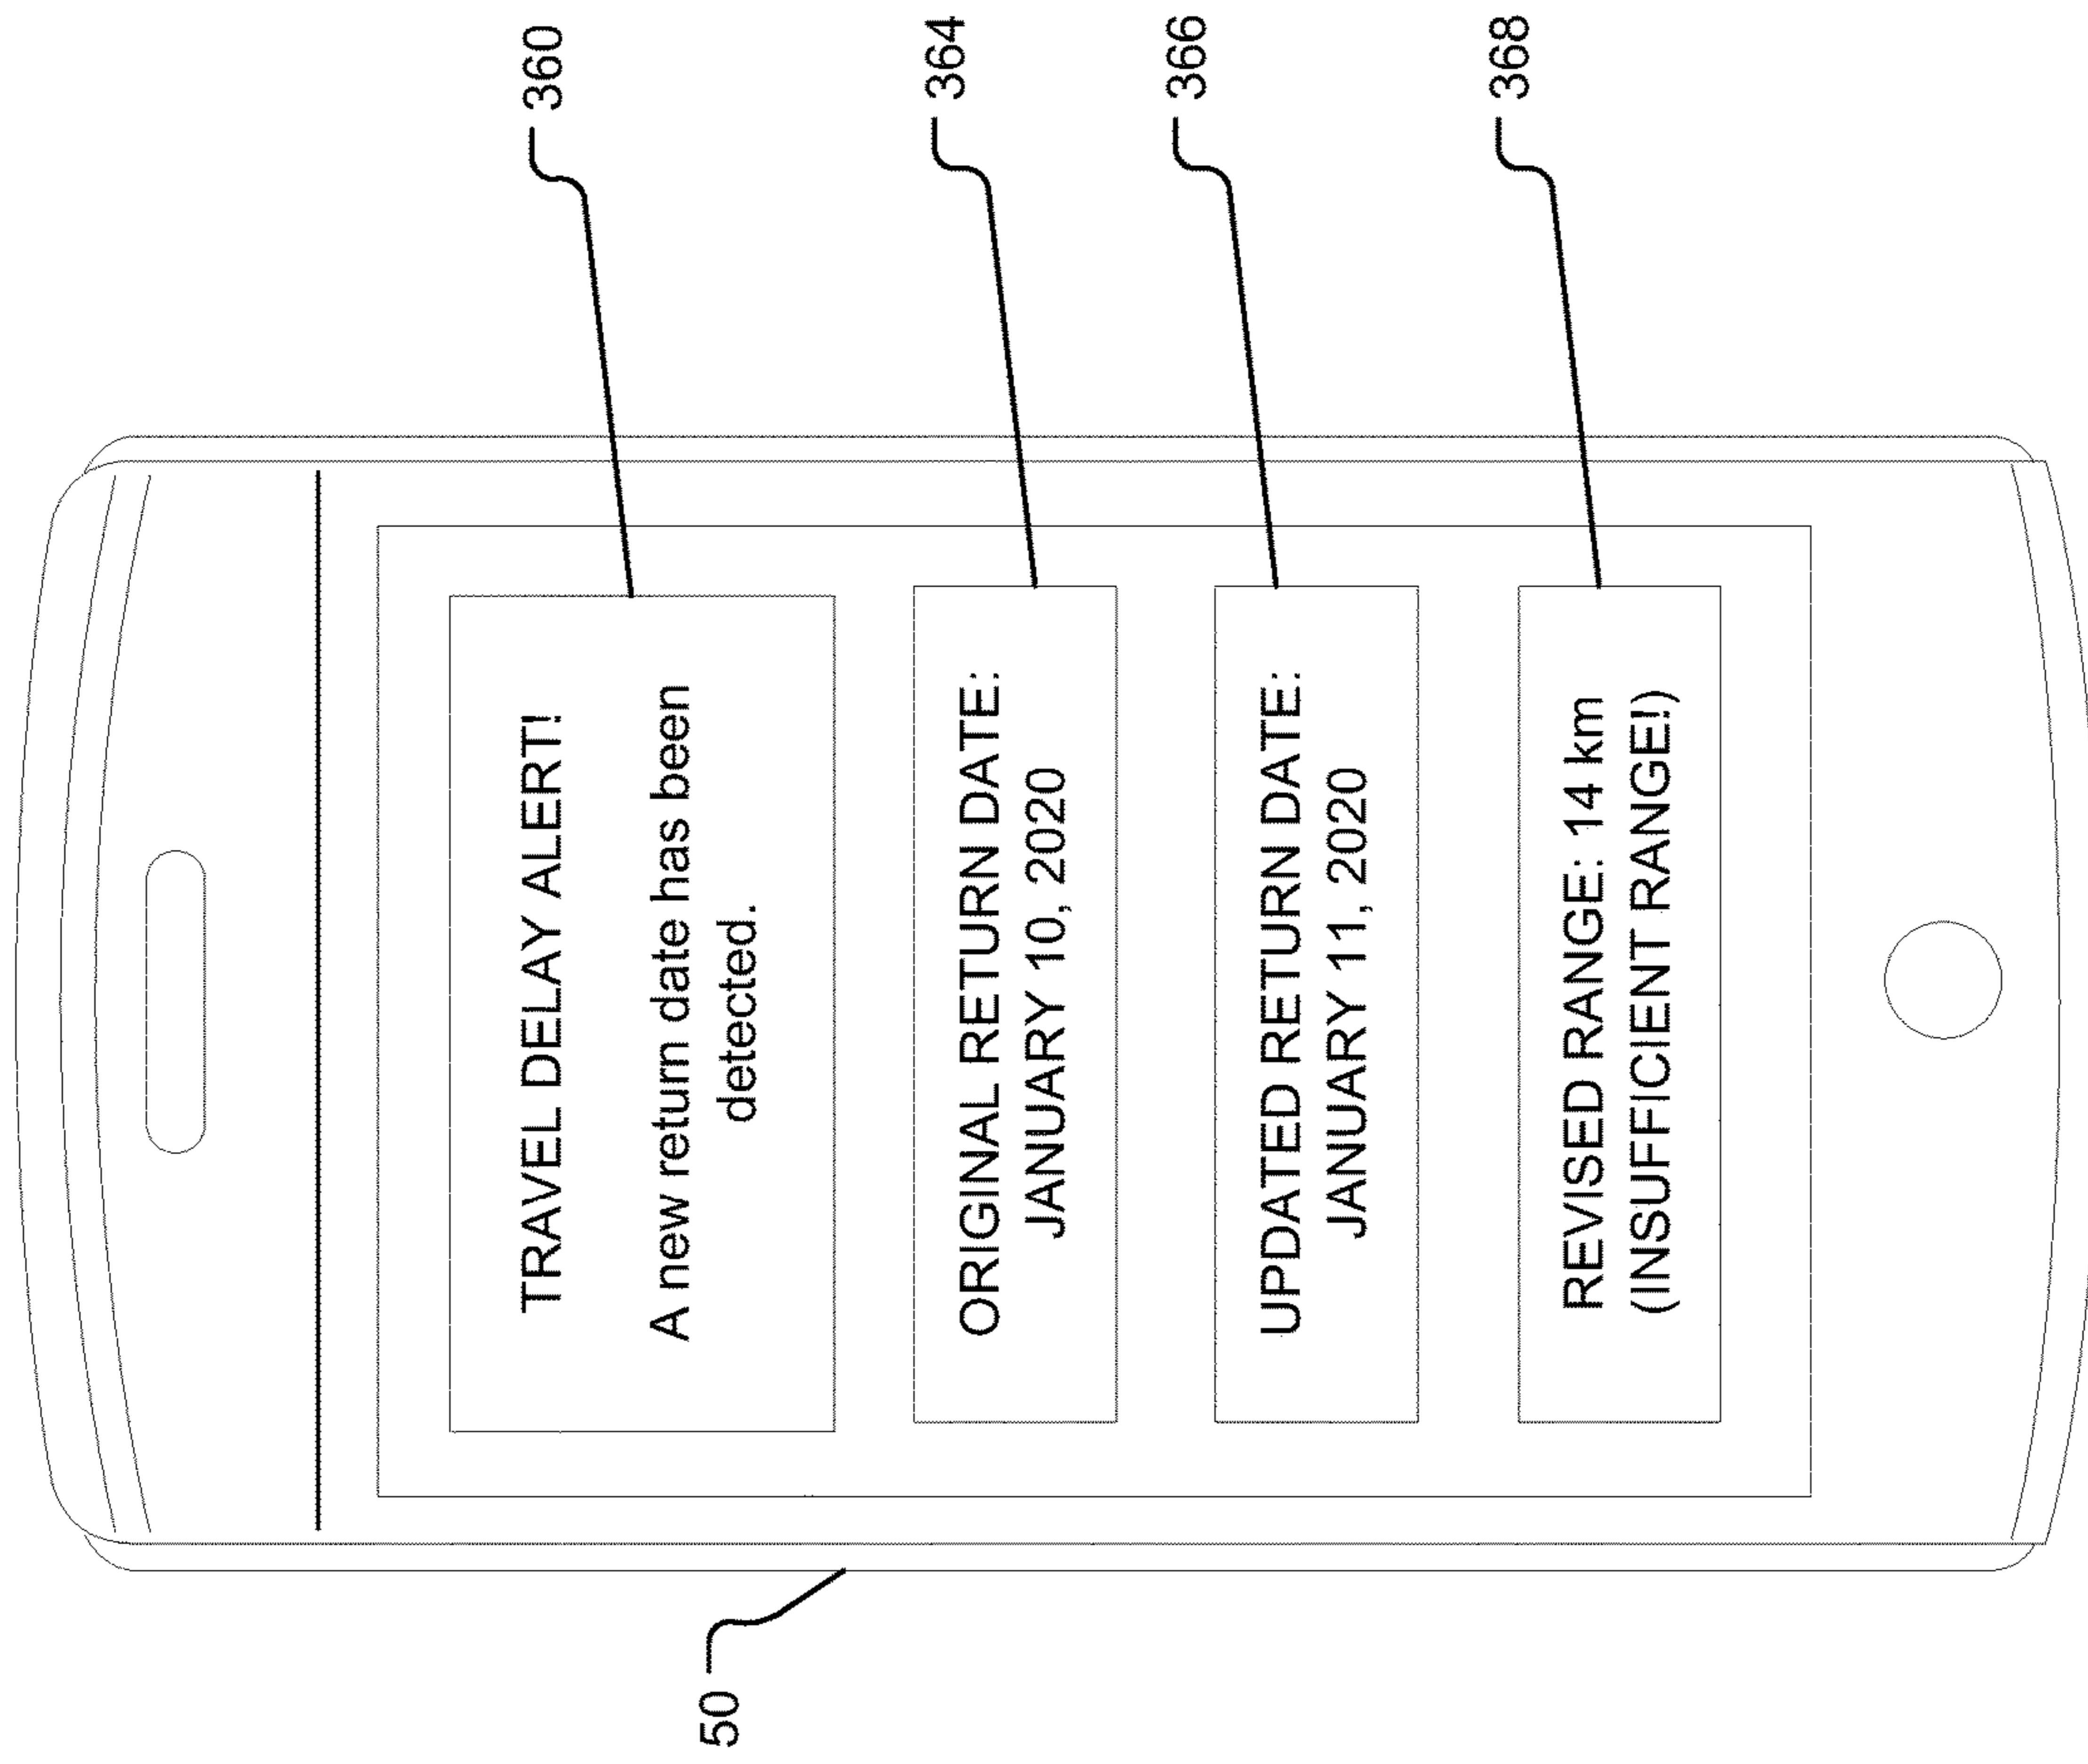 TRAVEL DELAY ALERT!
A new return date has been
detected.
360
ORIGINAL RETURN DATE:
JANUARY 10, 2020
364
UPDATED RETURN DATE:
JANUARY 11, 2020
366
REVISED RANGE: 14 km
(INSUFFICIENT RANGE!)
368
50